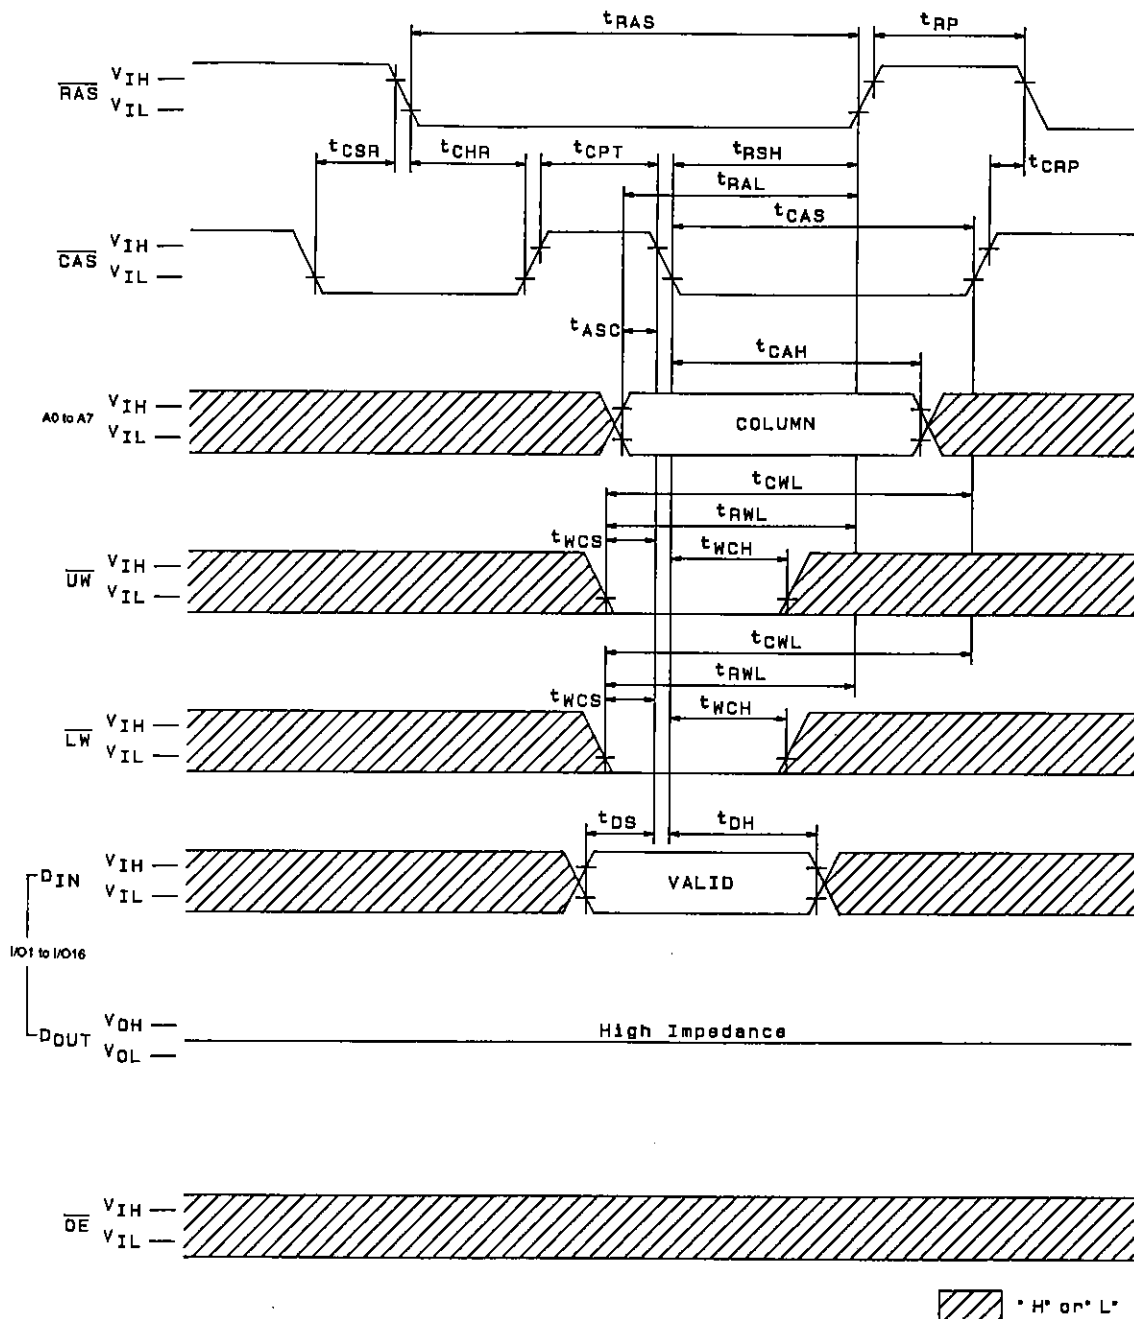 tRAS
tRP
RAS
VIH
VIL
tCSR
tCHR
tCPT
tRSH
tCRP
tRAL
tCAS
CAS
VIH
VIL
tASC
tCAH
A0 to A7
VIH
VIL
COLUMN
tCWL
tRWL
tWCS
tWCH
UW
VIH
VIL
tCWL
tRWL
tWCS
tWCH
LW
VIH
VIL
tDS
tDH
DIN
VIH
VIL
VALID
I/O1 to I/O16
DOUT
VOH
VOL
High Impedance
OE
VIH
VIL
"H" or "L"